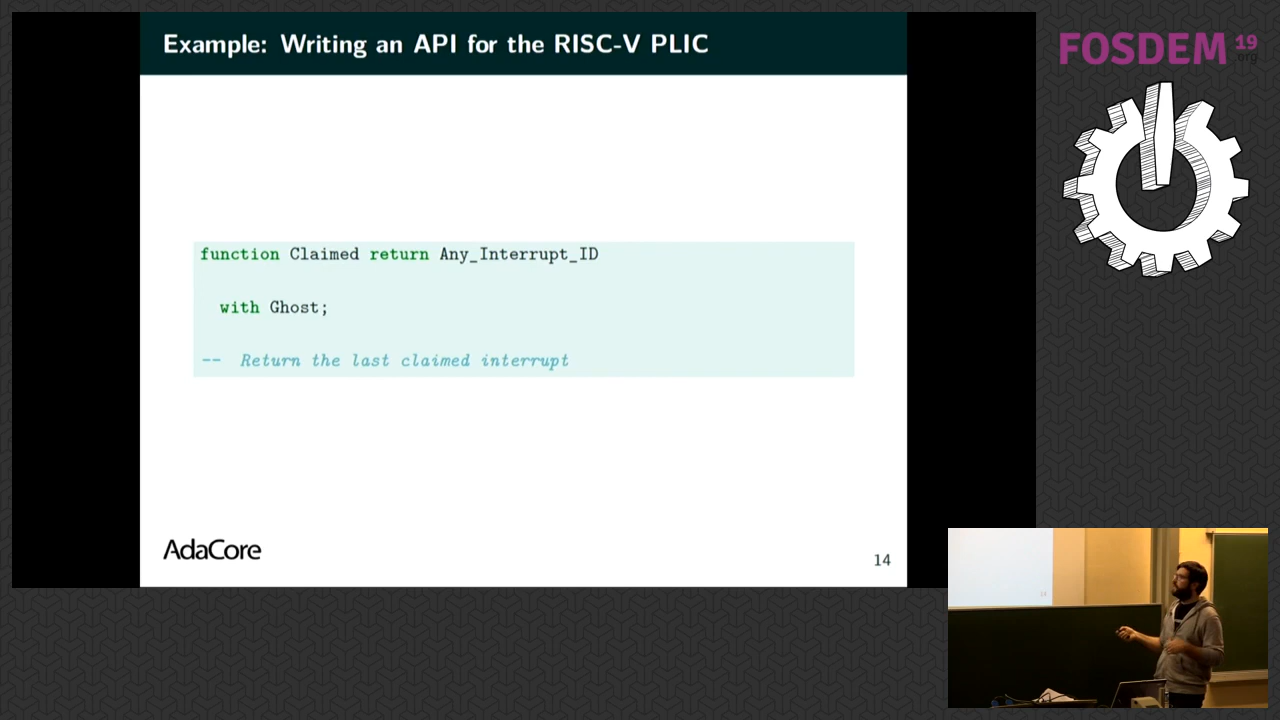 Example: Writing an API for the RISC-V PLIC
FOSDEM 19
.org
function Claimed return Any_Interrupt_ID
with Ghost;
-- Return the last claimed interrupt
AdaCore
14